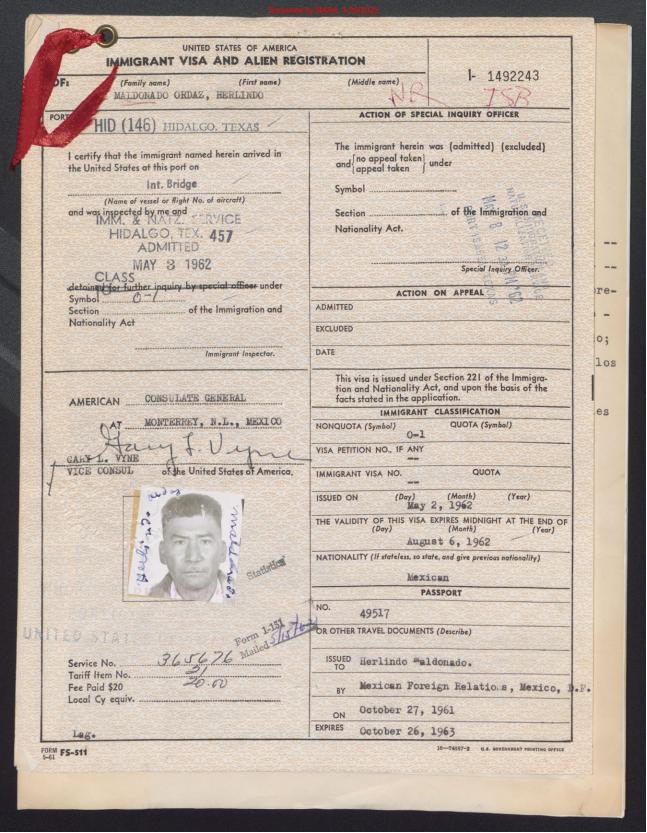 UNITED STATES OF AMERICA
IMMIGRANT VISA AND ALIEN REGISTRATION
OF: (Family name) (First name) (Middle name)
MALDONADO ORDAZ, HERLINDO
I- 1492243
NR TSB
PORT
HID (146) HIDALGO, TEXAS
I certify that the immigrant named herein arrived in
the United States at this port on
Int. Bridge
(Name of vessel or flight No. of aircraft)
and was inspected by me and
IMM. & NATZ. SERVICE
HIDALGO, TEX. 457
ADMITTED
MAY 3 1962
CLASS
detained for further inquiry by special officer under
Symbol O-1
Section of the Immigration and
Nationality Act
Immigrant Inspector.
AMERICAN CONSULATE GENERAL
AT MONTERREY, N.L., MEXICO
Gary L. Vyne
GARY L. VYNE
VICE CONSUL of the United States of America.
Statistics
UNITED STAT
Form I-151
Mailed 5/15/62
Service No. 365676
Tariff Item No. 21
Fee Paid $20 20.00
Local Cy equiv.
Lag.
FORM FS-511
5-61
ACTION OF SPECIAL INQUIRY OFFICER
The immigrant herein was (admitted) (excluded)
and {no appeal taken} under
{appeal taken}
Symbol
Section of the Immigration and
Nationality Act.
Special Inquiry Officer.
ACTION ON APPEAL
ADMITTED
EXCLUDED
DATE
This visa is issued under Section 221 of the Immigra-
tion and Nationality Act, and upon the basis of the
facts stated in the application.
IMMIGRANT CLASSIFICATION
NONQUOTA (Symbol) QUOTA (Symbol)
O-1
VISA PETITION NO., IF ANY
--
IMMIGRANT VISA NO. QUOTA
--
ISSUED ON (Day) (Month) (Year)
May 2, 1962
THE VALIDITY OF THIS VISA EXPIRES MIDNIGHT AT THE END OF
(Day) (Month) (Year)
August 6, 1962
NATIONALITY (If stateless, so state, and give previous nationality)
Mexican
PASSPORT
NO. 49517
OR OTHER TRAVEL DOCUMENTS (Describe)
ISSUED TO Herlindo Maldonado.
BY Mexican Foreign Relations, Mexico, D.F.
ON October 27, 1961
EXPIRES October 26, 1963
16-74697-2 U.S. GOVERNMENT PRINTING OFFICE